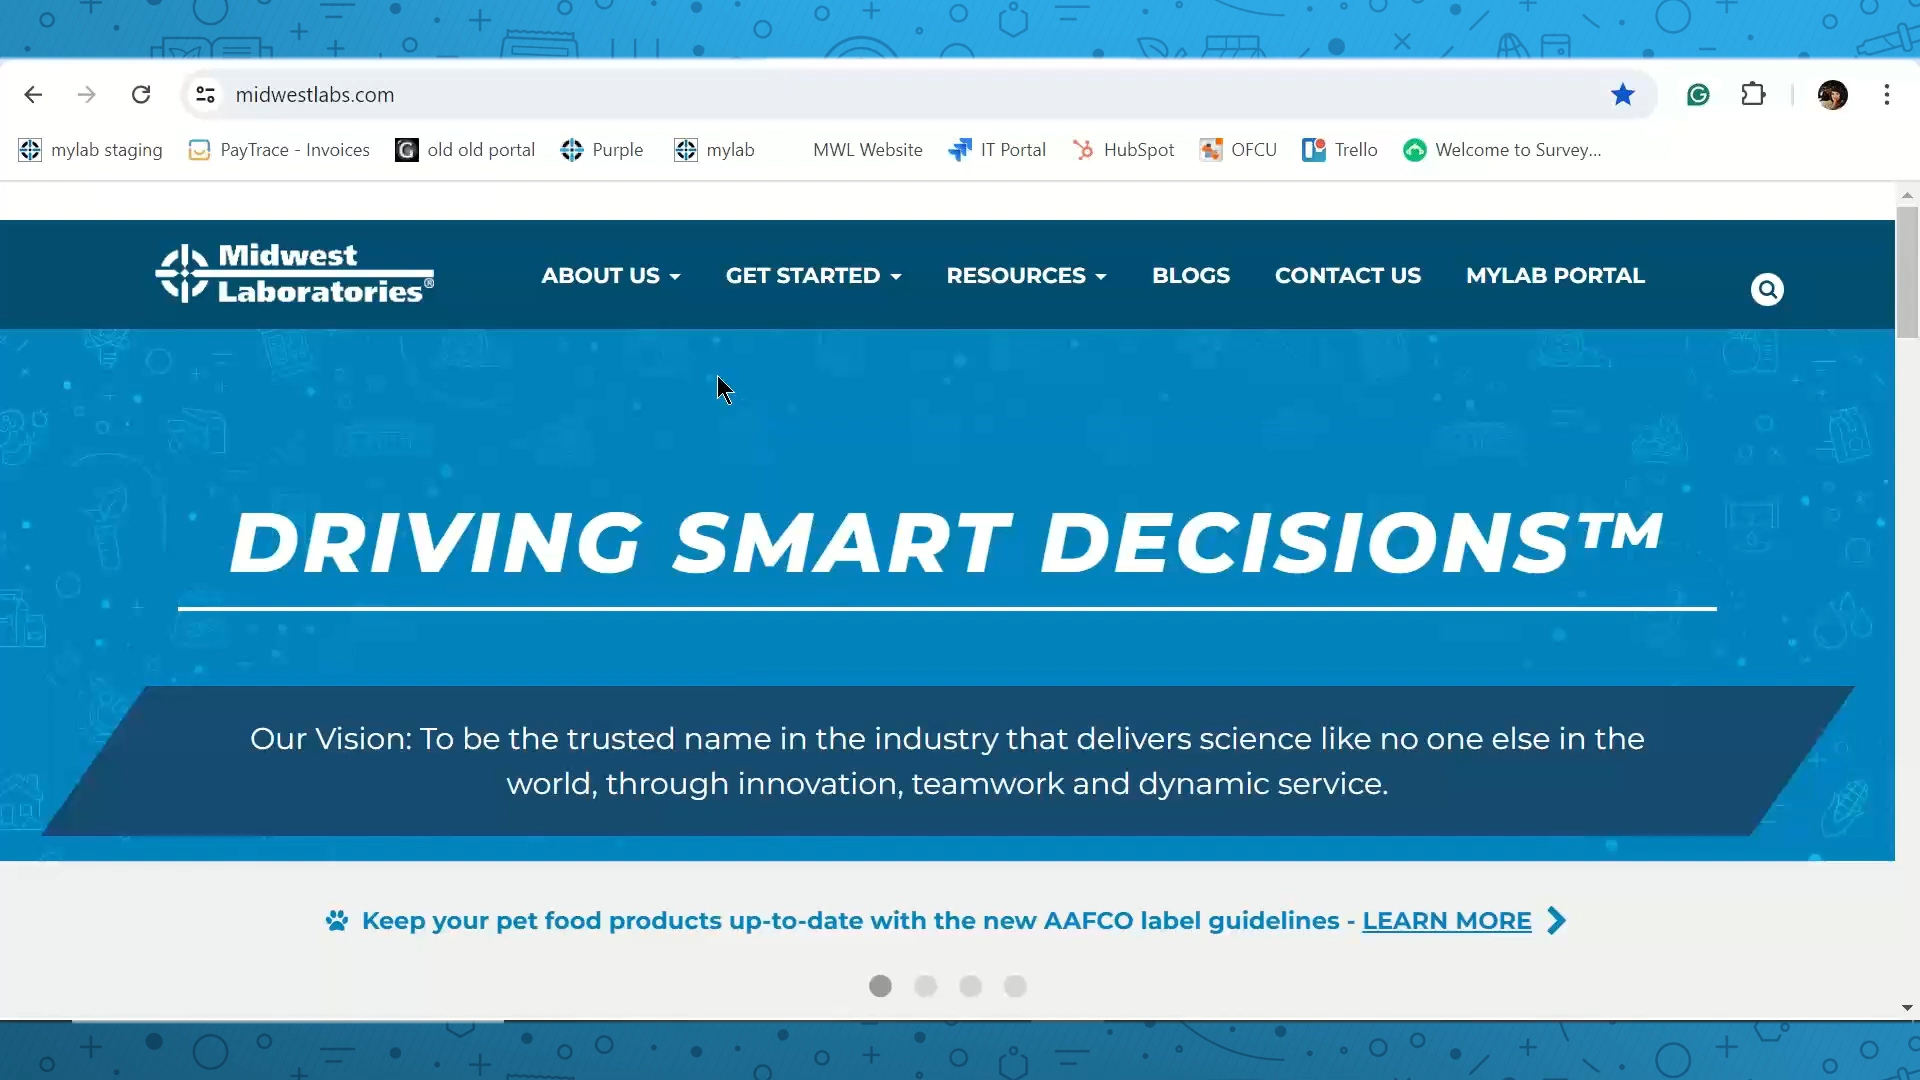 midwestlabs.com
mylab staging PayTrace - Invoices old old portal Purple mylab MWL Website IT Portal HubSpot OFCU Trello Welcome to Survey...
Midwest
Laboratories®
ABOUT US GET STARTED RESOURCES BLOGS CONTACT US MYLAB PORTAL
DRIVING SMART DECISIONS™
Our Vision: To be the trusted name in the industry that delivers science like no one else in the
world, through innovation, teamwork and dynamic service.
Keep your pet food products up-to-date with the new AAFCO label guidelines - LEARN MORE